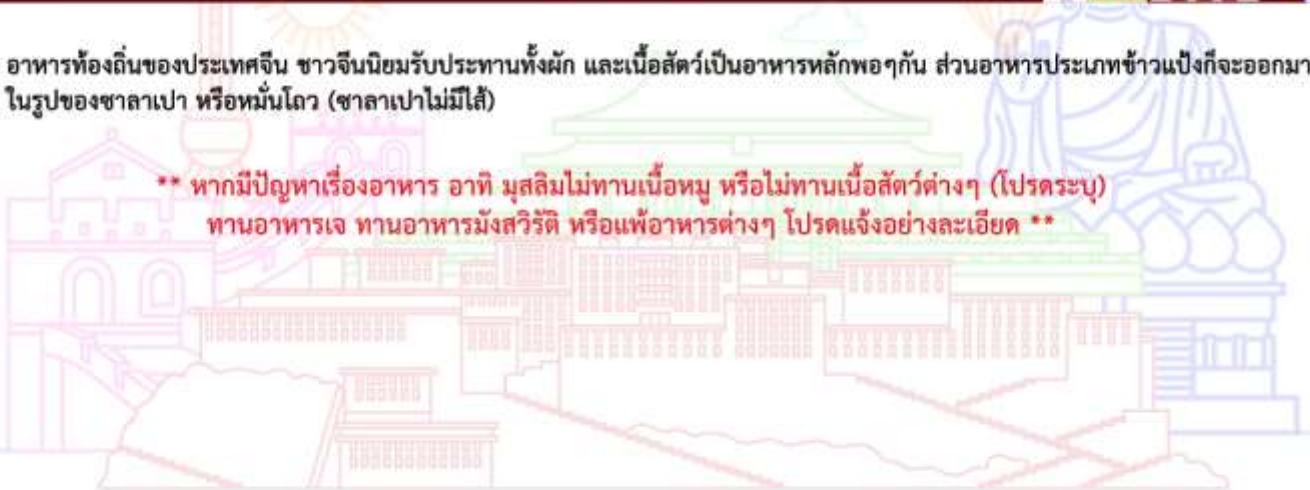 อาหารท้องถิ่นของประเทศจีน ชาวจีนนิยมรับประทานทั้งผัก และเนื้อสัตว์เป็นอาหารหลักพอๆกัน ส่วนอาหารประเภทข้าวแป้งก็จะออกมา
ในรูปของซาลาเปา หรือหมั่นโถว (ซาลาเปาไม่มีไส้)
** หากมีปัญหาเรื่องอาหาร อาทิ มุสลิมไม่ทานเนื้อหมู หรือไม่ทานเนื้อสัตว์ต่างๆ (โปรดระบุ)
ทานอาหารเจ ทานอาหารมังสวิรัติ หรือแพ้อาหารต่างๆ โปรดแจ้งอย่างละเอียด **